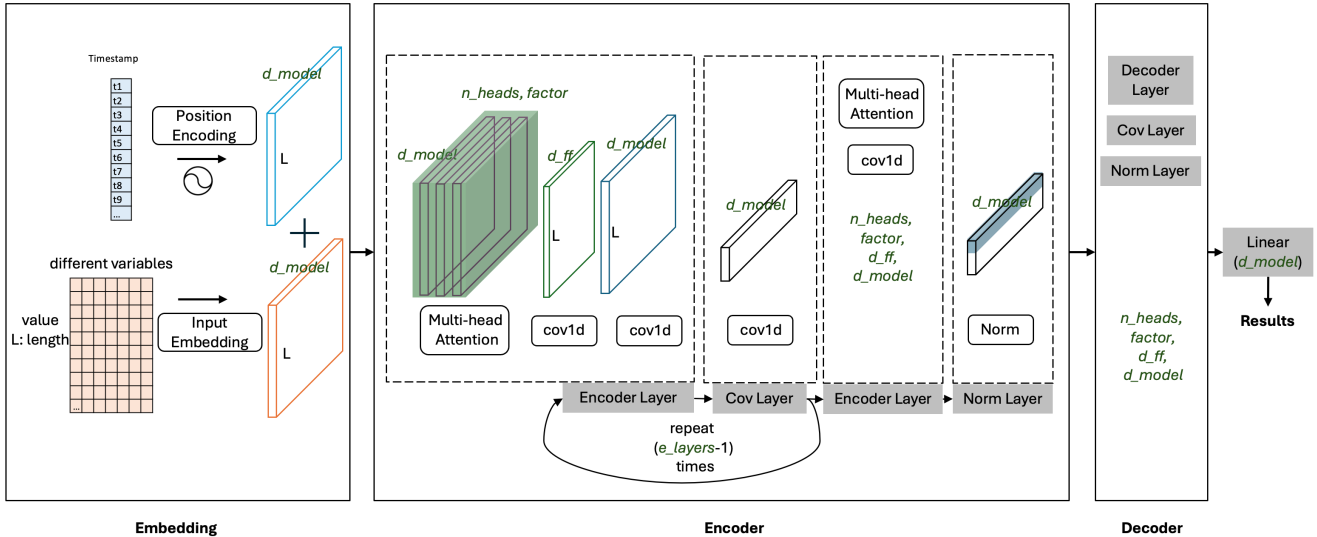 Timestamp
t1
t2
t3
t4
t5
t6
t7
t8
t9
...
Position
Encoding
d_model
L
different variables
value
L: length
...
Input
Embedding
d_model
L
Embedding
n_heads, factor
d_model
d_ff
L
d_model
L
Multi-head
Attention
cov1d
cov1d
d_model
cov1d
Multi-head
Attention
cov1d
n_heads,
factor,
d_ff,
d_model
d_model
Norm
Encoder Layer
Cov Layer
Encoder Layer
Norm Layer
repeat
(e_layers-1)
times
Encoder
Decoder
Layer
Cov Layer
Norm Layer
n_heads,
factor,
d_ff,
d_model
Decoder
Linear
(d_model)
Results